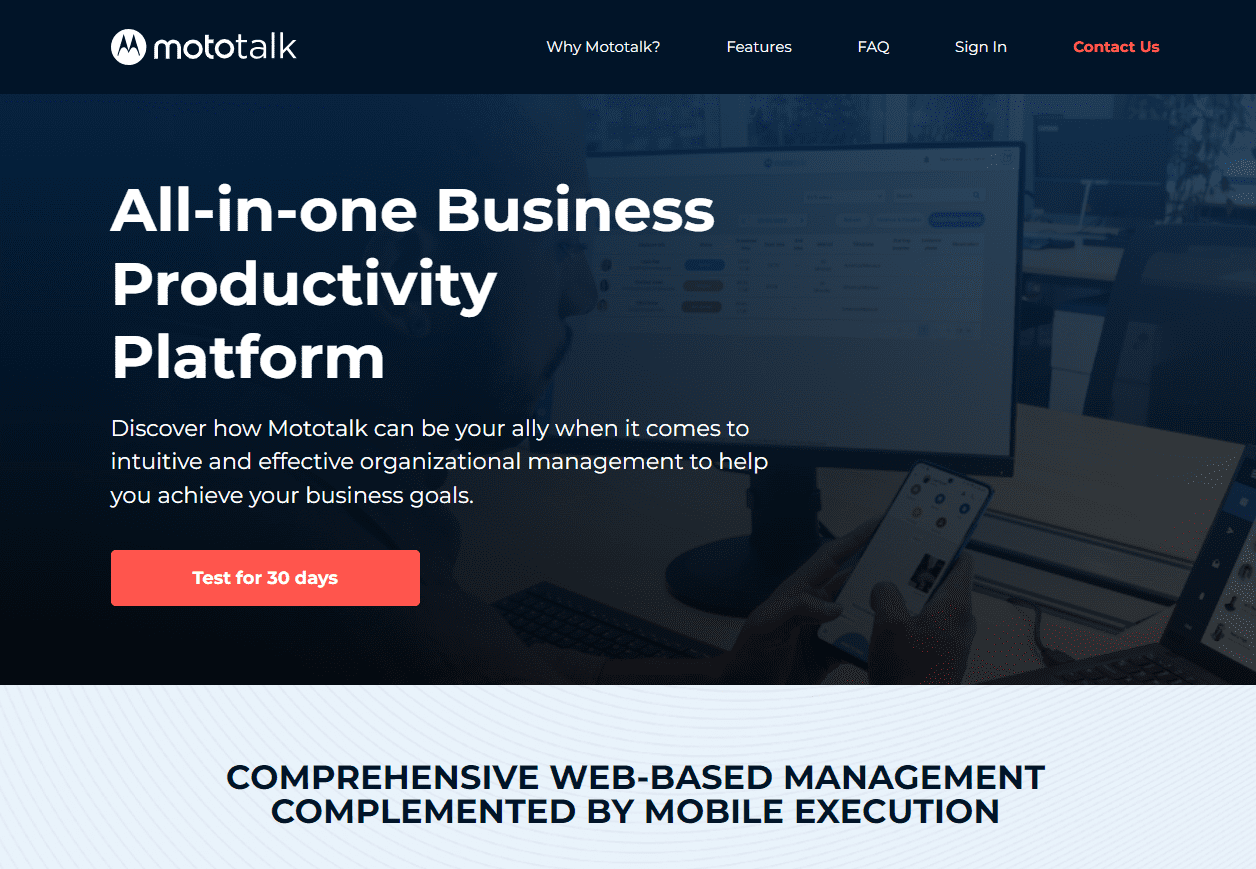 mototalk
Why Mototalk?
Features
FAQ
Sign In
Contact Us
All-in-one Business
Productivity
Platform
Discover how Mototalk can be your ally when it comes to
intuitive and effective organizational management to help
you achieve your business goals.
Test for 30 days
COMPREHENSIVE WEB-BASED MANAGEMENT
COMPLEMENTED BY MOBILE EXECUTION